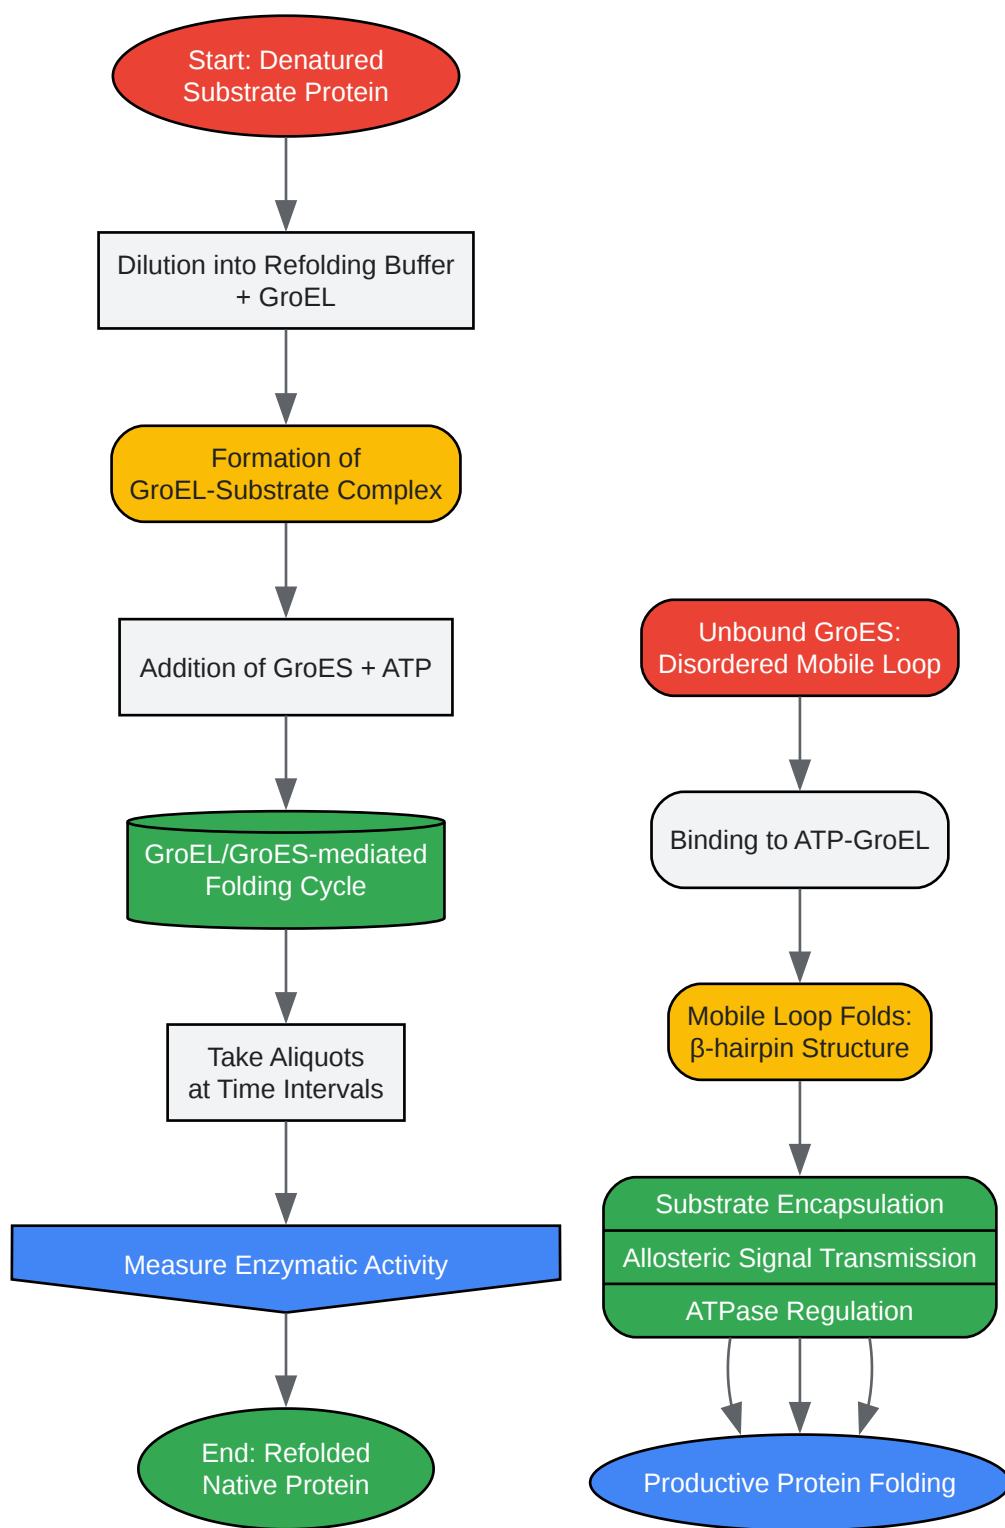 Start: Denatured
Substrate Protein
Dilution into Refolding Buffer
+ GroEL
Formation of
GroEL-Substrate Complex
Addition of GroES + ATP
GroEL/GroES-mediated
Folding Cycle
Take Aliquots
at Time Intervals
Measure Enzymatic Activity
End: Refolded
Native Protein
Unbound GroES:
Disordered Mobile Loop
Binding to ATP-GroEL
Mobile Loop Folds:
β-hairpin Structure
Substrate Encapsulation
Allosteric Signal Transmission
ATPase Regulation
Productive Protein Folding